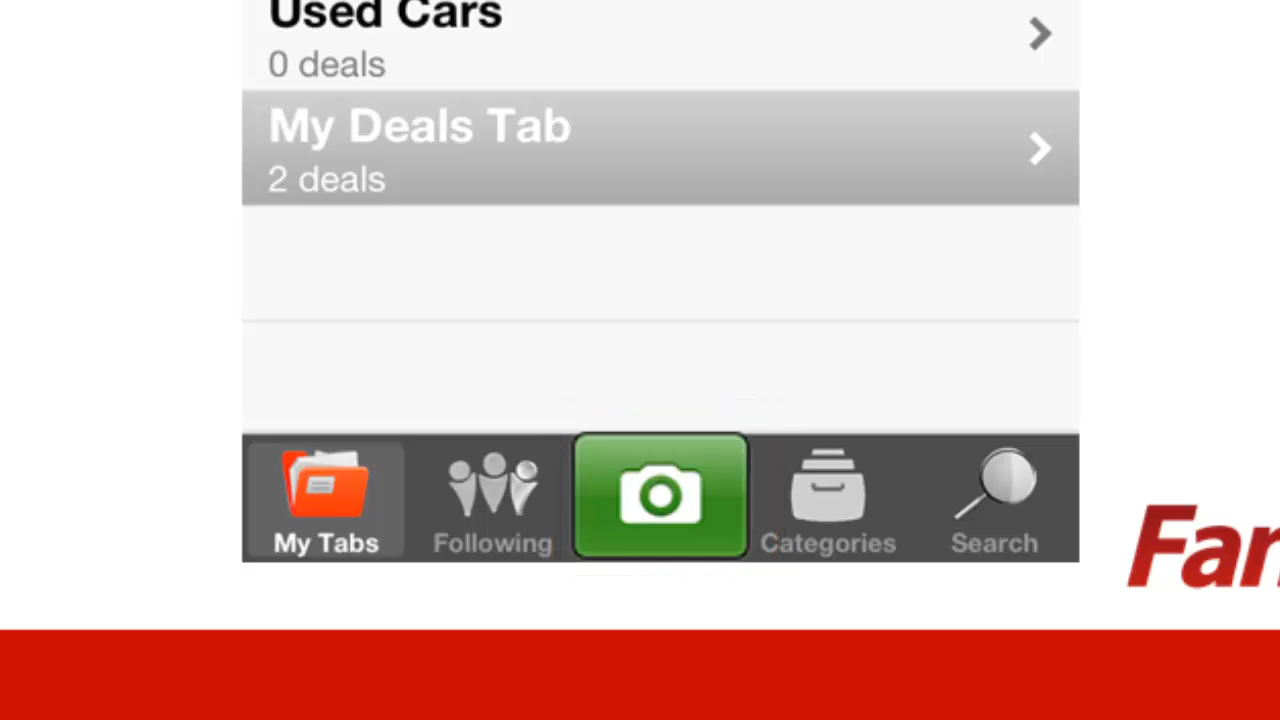 Used Cars
0 deals
My Deals Tab
2 deals
My Tabs
Following
Categories
Search